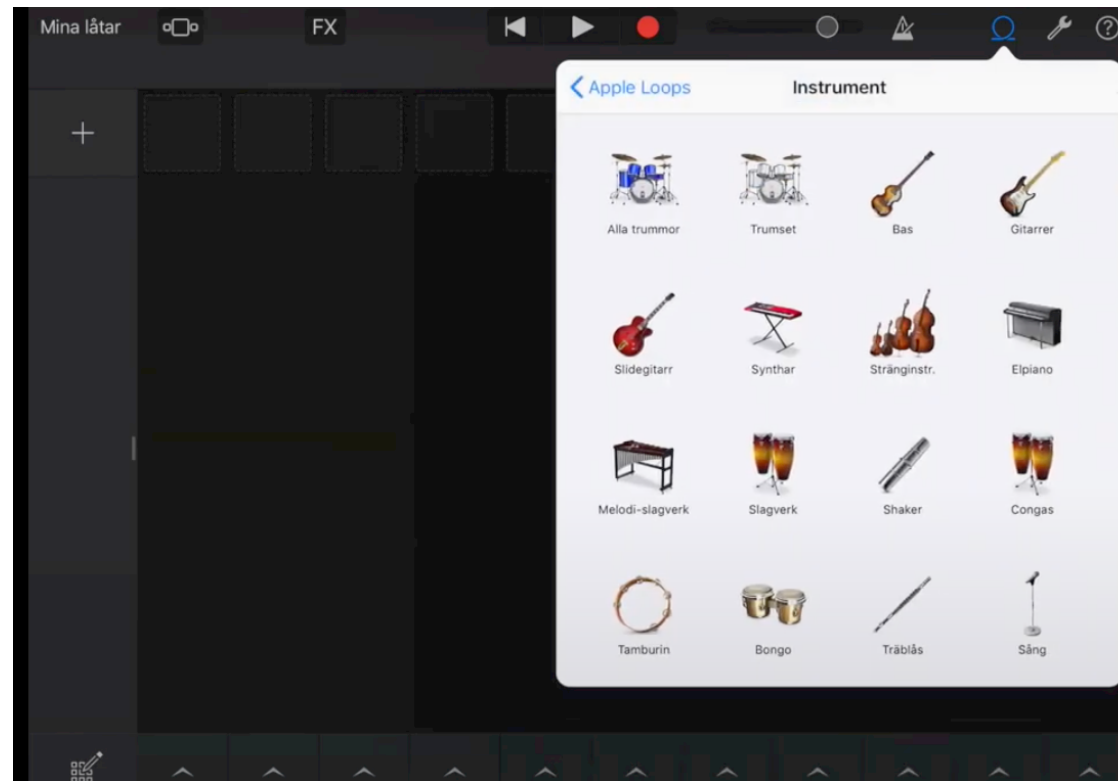 Mina låtar
FX
Apple Loops
Instrument
Alla trummor
Trumset
Bas
Gitarrer
Slidegitarr
Synthar
Stränginstr.
Elpiano
Melodi-slagverk
Slagverk
Shaker
Congas
Tamburin
Bongo
Träblås
Sång